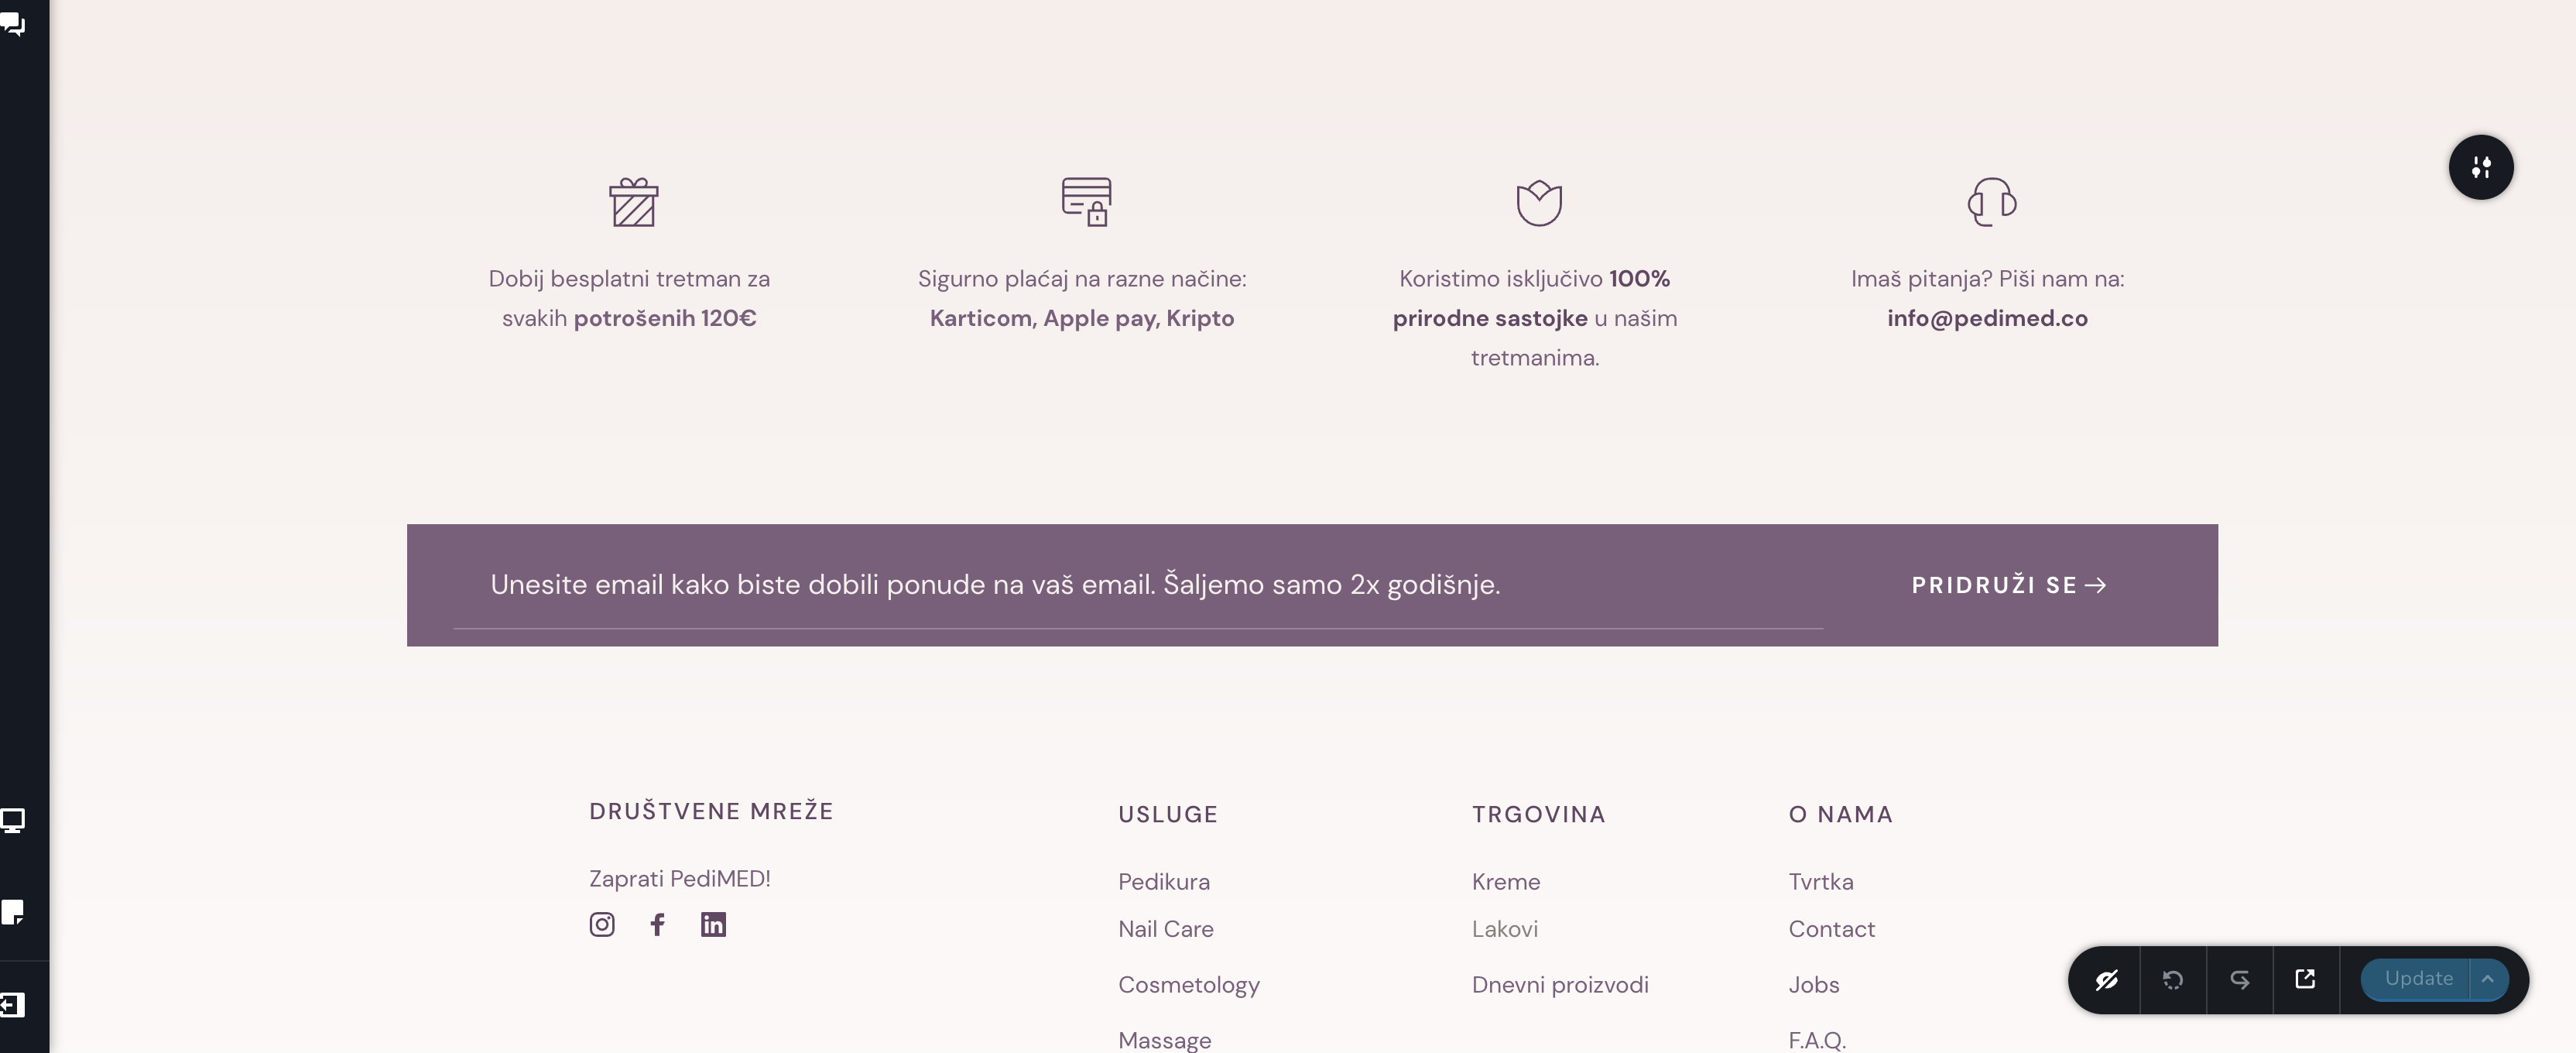 Dobij besplatni tretman za
svakih potrošenih 120€
Sigurno plaćaj na razne načine:
Karticom, Apple pay, Kripto
Koristimo isključivo 100%
prirodne sastojke u našim
tretmanima.
Imaš pitanja? Piši nam na:
info@pedimed.co
Unesite email kako biste dobili ponude na vaš email. Šaljemo samo 2x godišnje.
PRIDRUŽI SE→
DRUŠTVENE MREŽE
Zaprati PediMED!
USLUGE
Pedikura
Nail Care
Cosmetology
Massage
TRGOVINA
Kreme
Lakovi
Dnevni proizvodi
O NAMA
Tvrtka
Contact
Jobs
F.A.Q.
Update